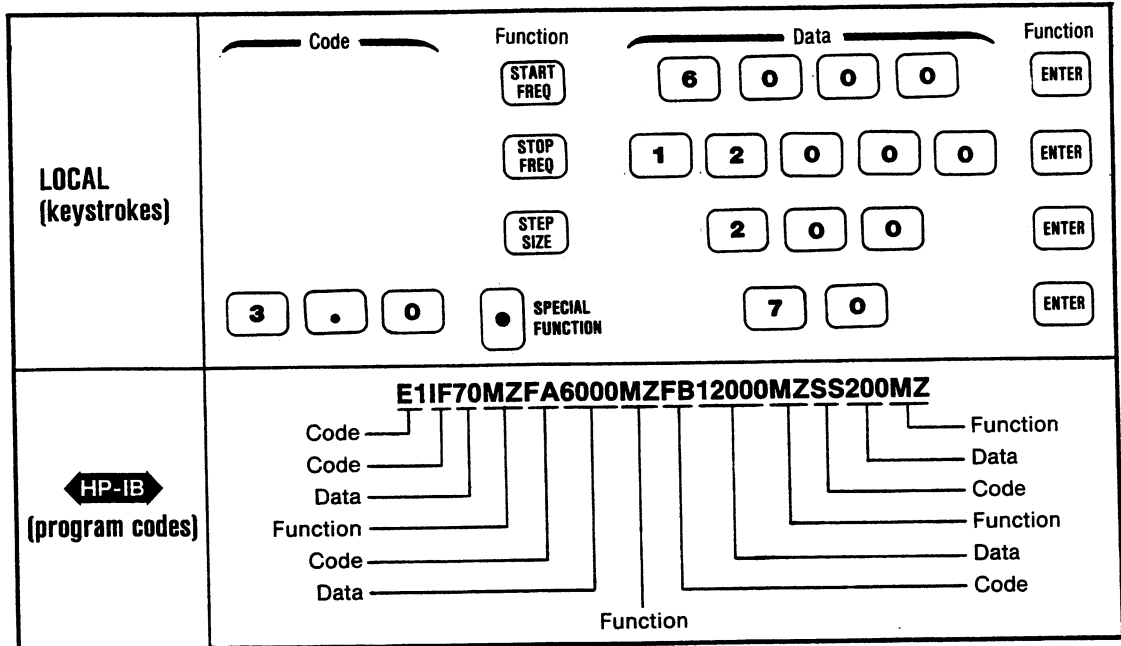 Code Function Data Function
START FREQ 6 0 0 0 ENTER
STOP FREQ 1 2 0 0 0 ENTER
LOCAL
(keystrokes)
STEP SIZE 2 0 0 ENTER
3 . 0 SPECIAL FUNCTION 7 0 ENTER
E1IF70MZFA6000MZFB12000MZSS200MZ
HP-IB
(program codes)
Code
Code
Data
Function
Code
Data
Function
Function
Data
Code
Function
Data
Code